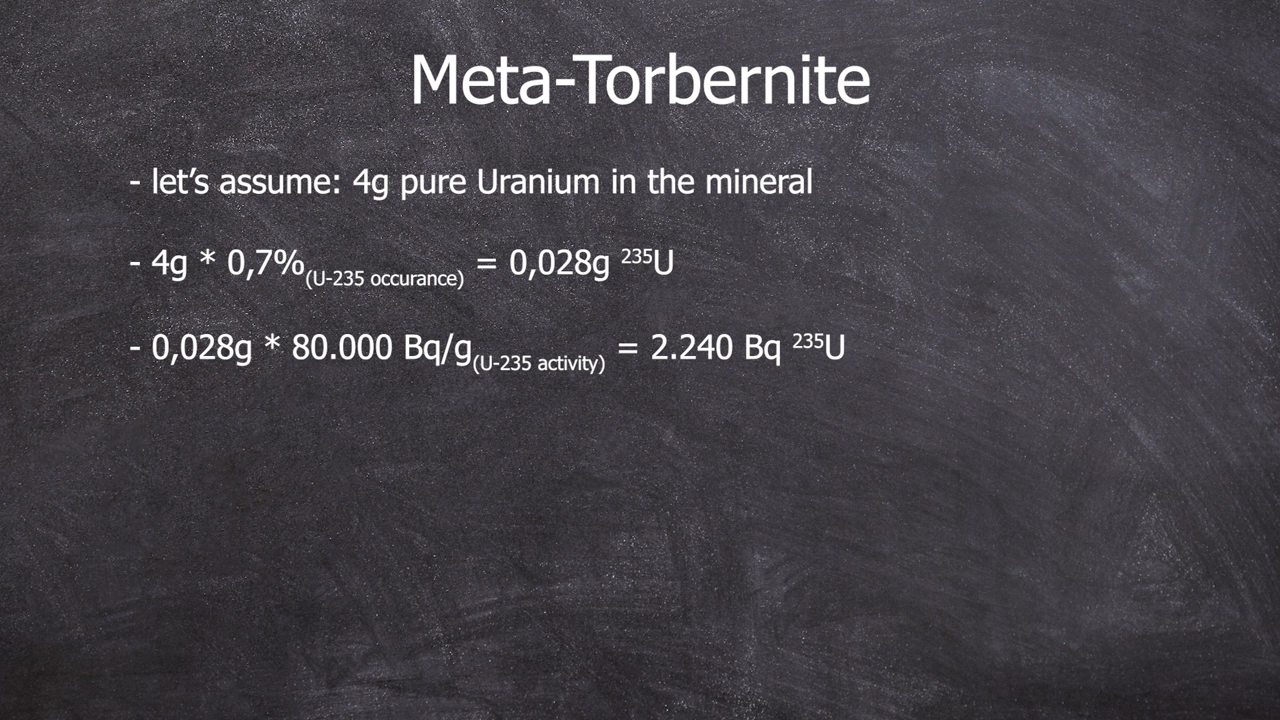 Meta-Torbernite
- let’s assume: 4g pure Uranium in the mineral
- 4g * 0,7%(U-235 occurance) = 0,028g 235U
- 0,028g * 80.000 Bq/g(U-235 activity) = 2.240 Bq 235U